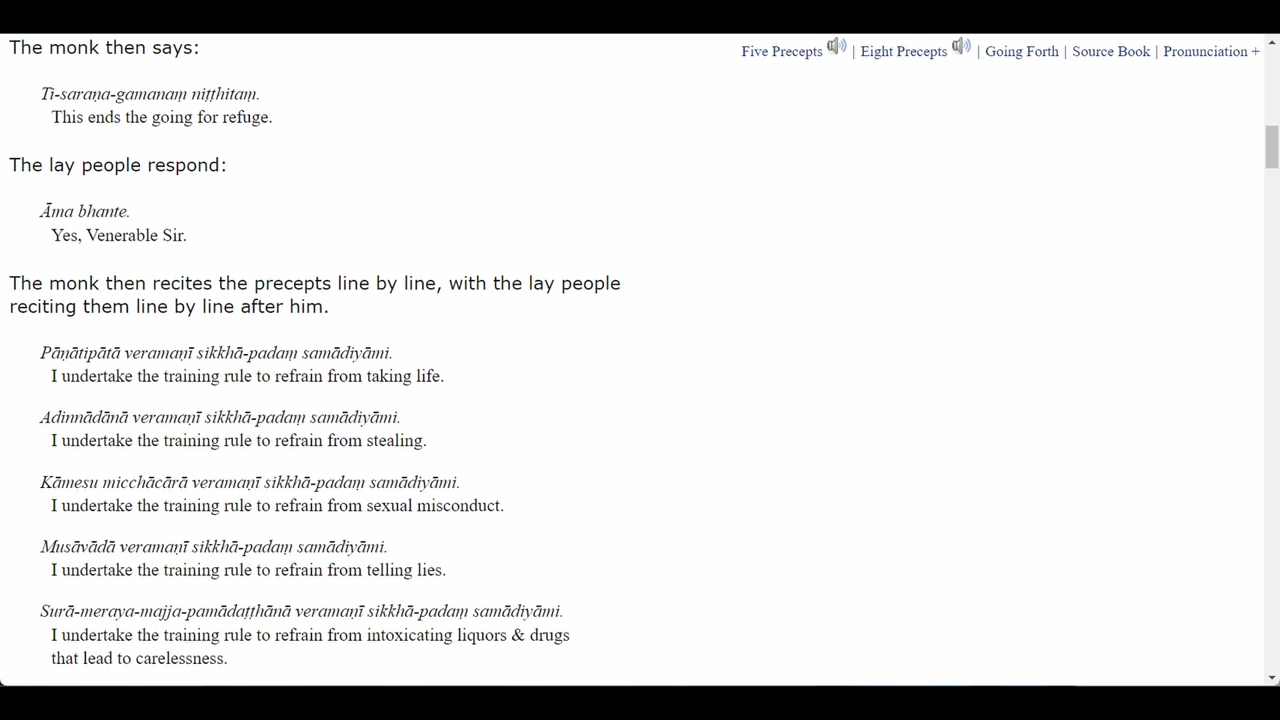 The monk then says:
Five Precepts | Eight Precepts | Going Forth | Source Book | Pronunciation +
Ti-saraṇa-gamanaṃ niṭṭhitaṃ.
This ends the going for refuge.
The lay people respond:
Āma bhante.
Yes, Venerable Sir.
The monk then recites the precepts line by line, with the lay people
reciting them line by line after him.
Pāṇātipātā veramaṇī sikkhā-padaṃ samādiyāmi.
I undertake the training rule to refrain from taking life.
Adinnādānā veramaṇī sikkhā-padaṃ samādiyāmi.
I undertake the training rule to refrain from stealing.
Kāmesu micchācārā veramaṇī sikkhā-padaṃ samādiyāmi.
I undertake the training rule to refrain from sexual misconduct.
Musāvādā veramaṇī sikkhā-padaṃ samādiyāmi.
I undertake the training rule to refrain from telling lies.
Surā-meraya-majja-pamādaṭṭhānā veramaṇī sikkhā-padaṃ samādiyāmi.
I undertake the training rule to refrain from intoxicating liquors & drugs
that lead to carelessness.